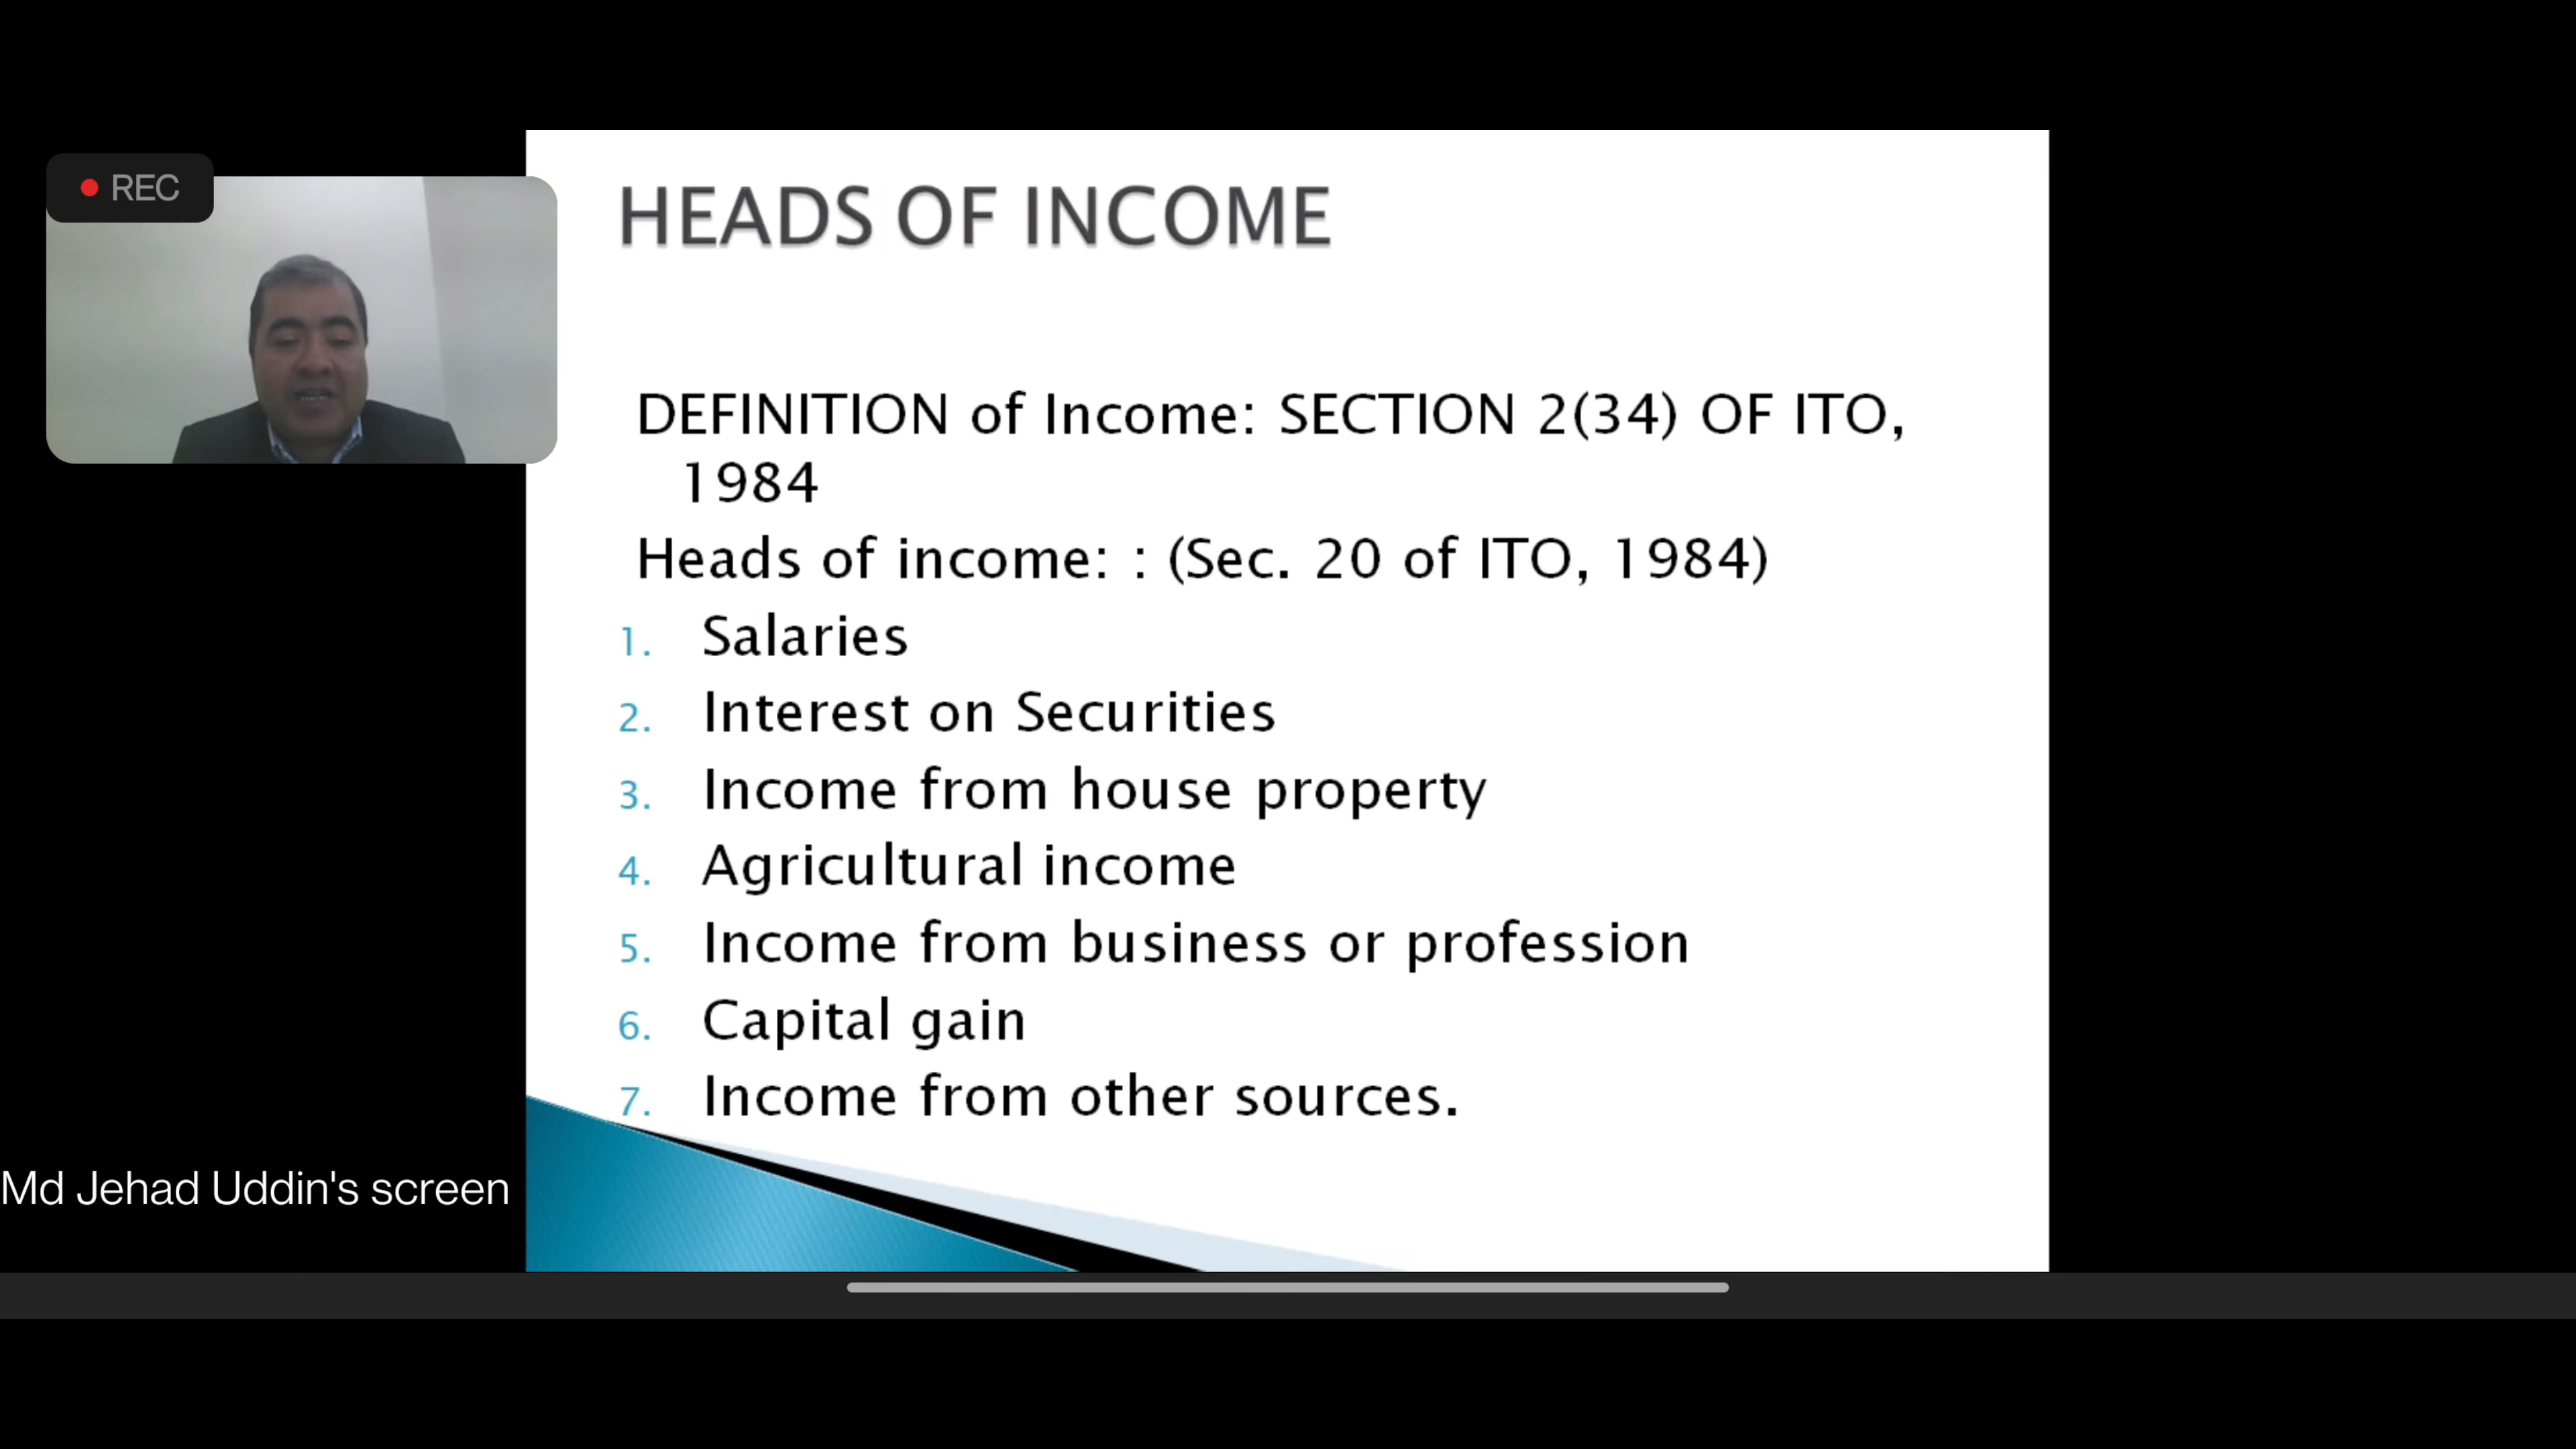 REC
HEADS OF INCOME
DEFINITION of Income: SECTION 2(34) OF ITO,
1984
Heads of income: : (Sec. 20 of ITO, 1984)
1. Salaries
2. Interest on Securities
3. Income from house property
4. Agricultural income
5. Income from business or profession
6. Capital gain
7. Income from other sources.
Md Jehad Uddin's screen